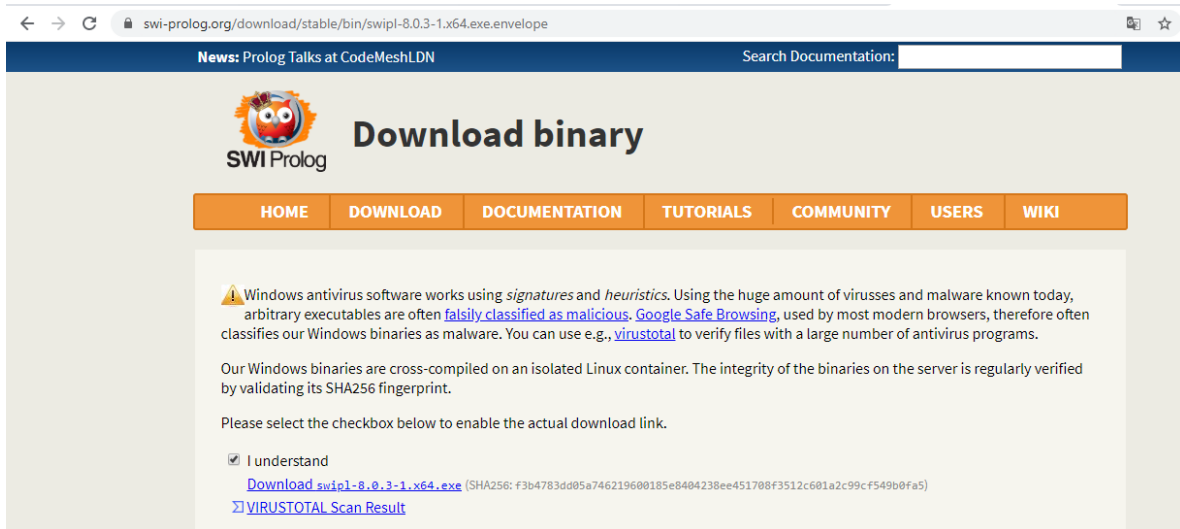 swi-prolog.org/download/stable/bin/swipl-8.0.3-1.x64.exe.envelope
News: Prolog Talks at CodeMeshLDN Search Documentation:
SWI Prolog
Download binary
HOME DOWNLOAD DOCUMENTATION TUTORIALS COMMUNITY USERS WIKI
Windows antivirus software works using signatures and heuristics. Using the huge amount of virusses and malware known today,
arbitrary executables are often falsily classified as malicious. Google Safe Browsing, used by most modern browsers, therefore often
classifies our Windows binaries as malware. You can use e.g., virustotal to verify files with a large number of antivirus programs.
Our Windows binaries are cross-compiled on an isolated Linux container. The integrity of the binaries on the server is regularly verified
by validating its SHA256 fingerprint.
Please select the checkbox below to enable the actual download link.
I understand
Download swipl-8.0.3-1.x64.exe (SHA256: f3b4783dd05a746219600185e8404238ee451708f3512c601a2c99cf549b0fa5)
VIRUSTOTAL Scan Result